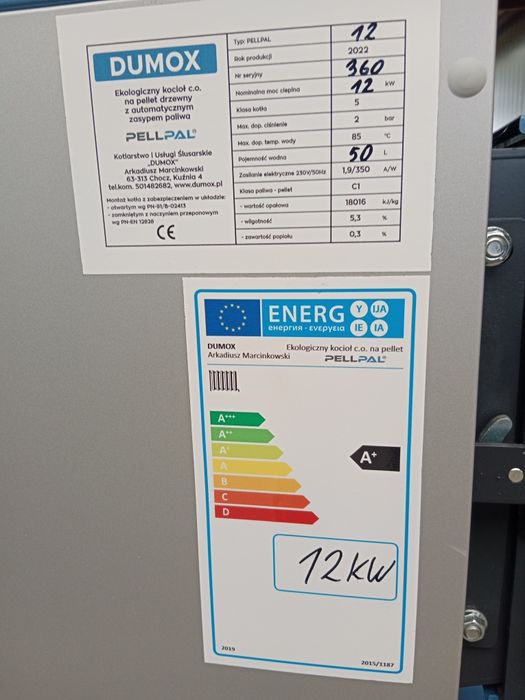 DUMOX
Ekologiczny kocioł c.o.
na pellet drzewny
z automatycznym
zasypem paliwa
PELLPAL®
Kotlarstwo i Usługi Ślusarskie
„DUMOX"
Arkadiusz Marcinkowski
63-313 Chocz, Kuźnia 4
tel.kom. 501482682, www.dumox.pl
Montaż kotła z zabezpieczeniem w układzie:
- otwartym wg PN-91/B-02413
- zamkniętym z naczyniem przeponowym
wg PN-EN 12828
CE
Typ: PELLPAL 12
Rok produkcji 2022
Nr seryjny 360
Nominalna moc cieplna 12 kW
Klasa kotła 5
Max. dop. ciśnienie 2 bar
Max. dop. temp. wody 85 °C
Pojemność wodna 50 L
Zasilanie elektryczne 230V/50Hz 1,9/350 A/W
Klasa paliwa - pellet C1
- wartość opałowa 18016 kJ/kg
- wilgotność 5,3 %
- zawartość popiołu 0,3 %
ENERG Y IJA
енергия · ενεργεια IE IA
DUMOX Ekologiczny kocioł c.o. na pellet
Arkadiusz Marcinkowski PELLPAL®
A+++
A++
A+
A
B
C
D
A+
12KW
2019 2015/1187